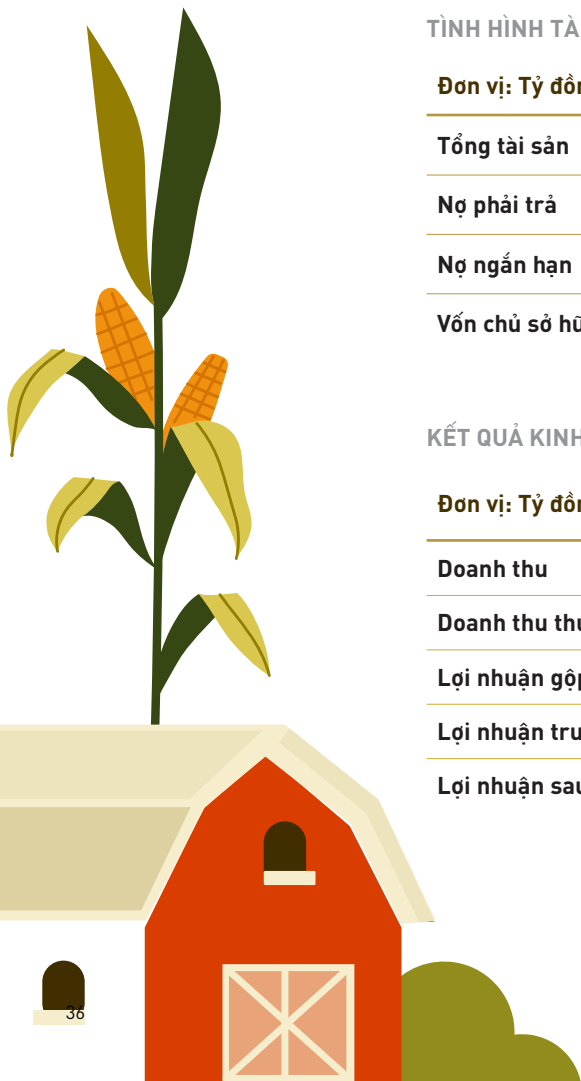 TÌNH HÌNH TÀ
Đơn vị: Tỷ đồn
Tổng tài sản
Nợ phải trả
Nợ ngắn hạn
Vốn chủ sở hữ
KẾT QUẢ KINH
Đơn vị: Tỷ đồn
Doanh thu
Doanh thu thu
Lợi nhuận gộp
Lợi nhuận trư
Lợi nhuận sau
36